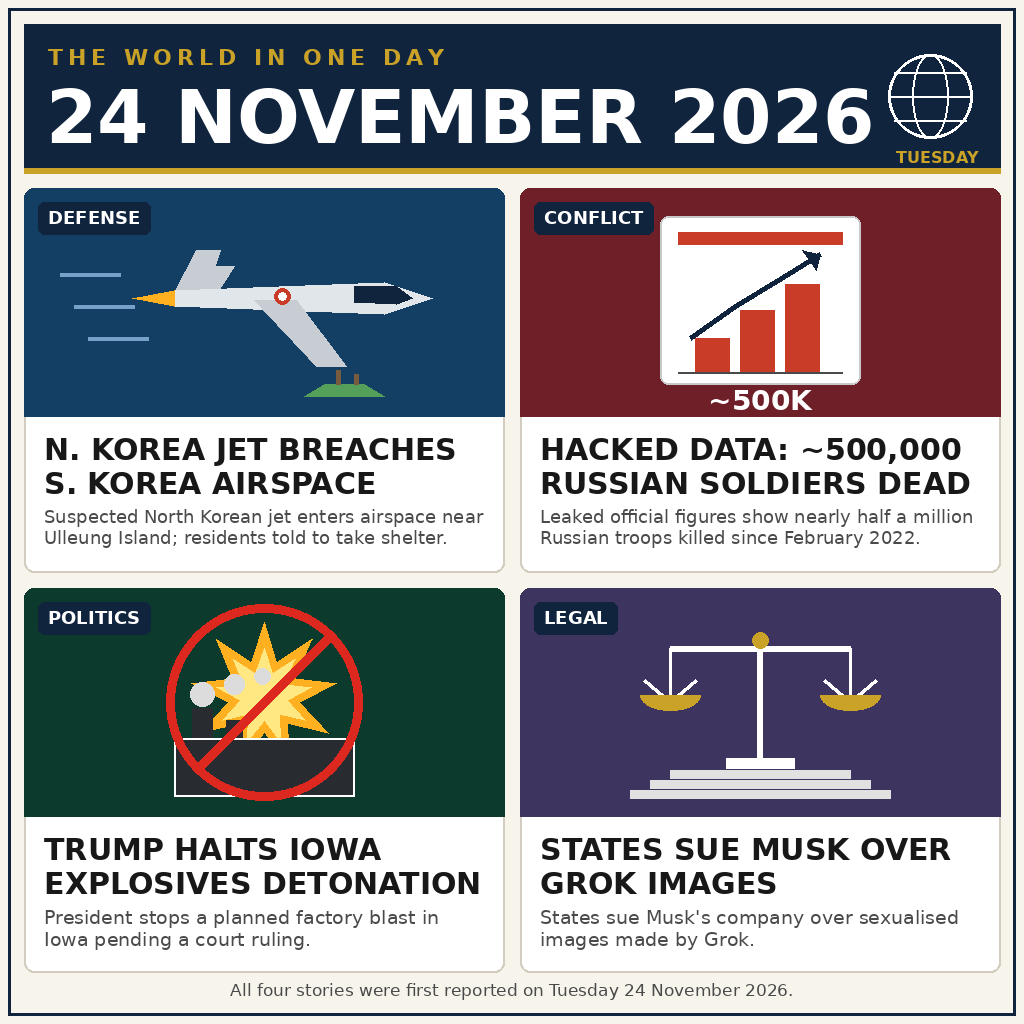 THE WORLD IN ONE DAY
24 NOVEMBER 2026
TUESDAY
DEFENSE
N. KOREA JET BREACHES
S. KOREA AIRSPACE
Suspected North Korean jet enters airspace near
Ulleung Island; residents told to take shelter.
CONFLICT
~500K
HACKED DATA: ~500,000
RUSSIAN SOLDIERS DEAD
Leaked official figures show nearly half a million
Russian troops killed since February 2022.
POLITICS
TRUMP HALTS IOWA
EXPLOSIVES DETONATION
President stops a planned factory blast in
Iowa pending a court ruling.
LEGAL
STATES SUE MUSK OVER
GROK IMAGES
States sue Musk's company over sexualised
images made by Grok.
All four stories were first reported on Tuesday 24 November 2026.